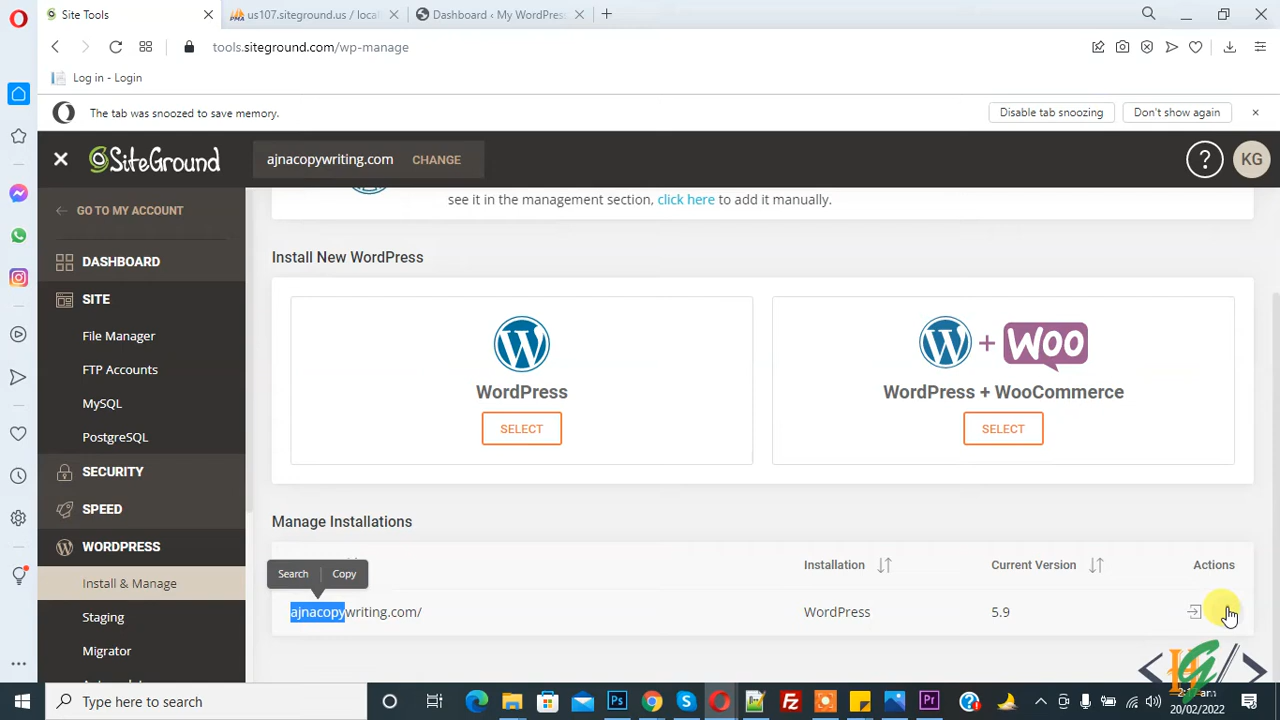 Site Tools
us107.siteground.us / local
Dashboard ‹ My WordPress
tools.siteground.com/wp-manage
Log in - Login
The tab was snoozed to save memory.
Disable tab snoozing
Don't show again
SiteGround
ajnacopywriting.com
CHANGE
KG
GO TO MY ACCOUNT
see it in the management section, click here to add it manually.
DASHBOARD
Install New WordPress
SITE
File Manager
FTP Accounts
MySQL
WordPress
WOO
WordPress + WooCommerce
SELECT
SELECT
PostgreSQL
SECURITY
SPEED
Manage Installations
WORDPRESS
Search
Copy
Installation
Current Version
Actions
Install & Manage
ajnacopywriting.com/
WordPress
5.9
Staging
Migrator
Type here to search
20/02/2022